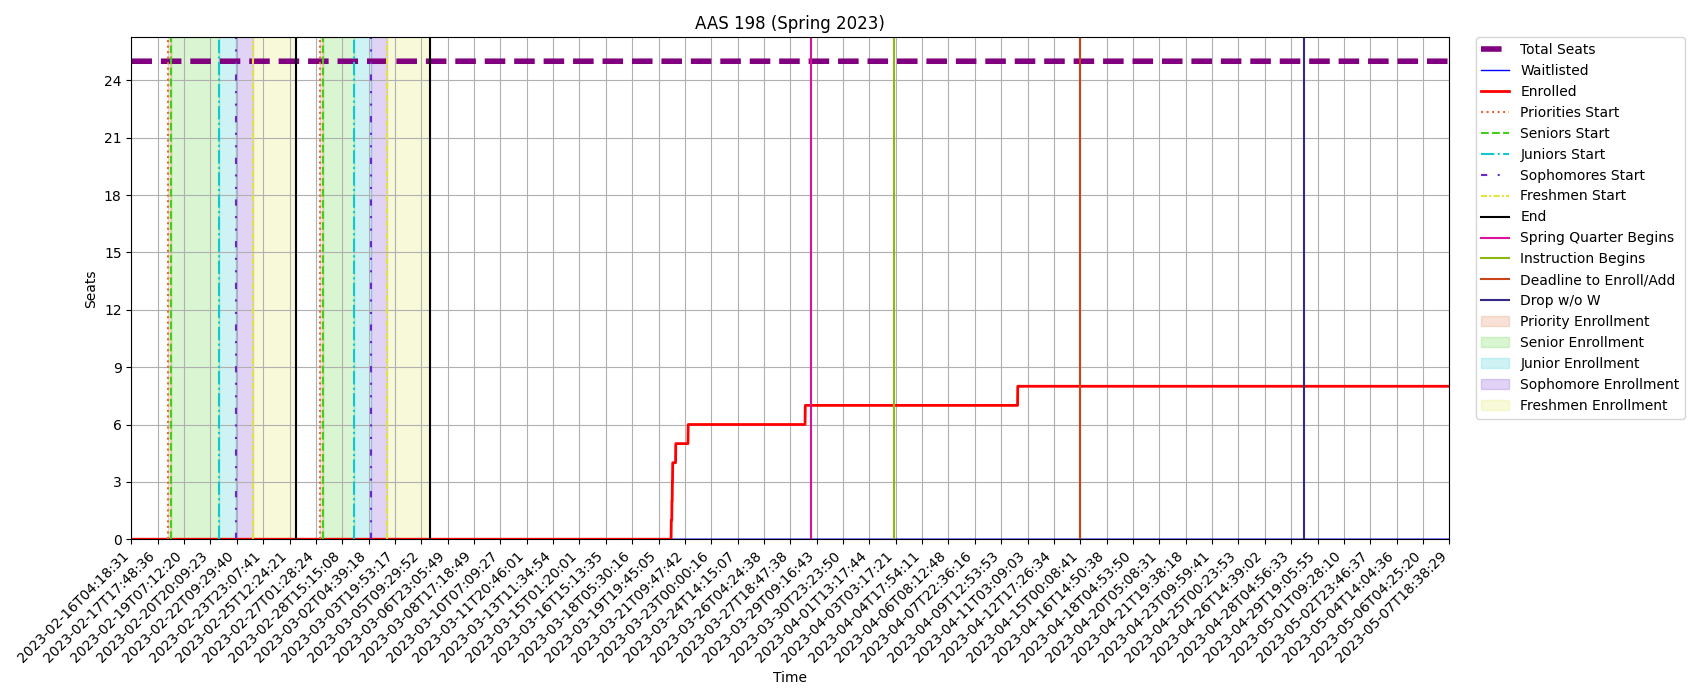 AAS 198 (Spring 2023)
Seats
24
21
18
15
12
9
6
3
0
2023-02-16T04:18:31
2023-02-17T17:48:36
2023-02-19T07:12:20
2023-02-20T20:09:23
2023-02-22T09:29:40
2023-02-23T23:07:41
2023-02-25T12:24:21
2023-02-27T01:28:24
2023-02-28T15:15:08
2023-03-02T04:39:18
2023-03-03T19:53:17
2023-03-05T09:29:52
2023-03-06T23:05:49
2023-03-08T13:18:49
2023-03-10T07:09:27
2023-03-11T20:46:01
2023-03-13T11:34:54
2023-03-15T01:20:01
2023-03-16T15:13:35
2023-03-18T05:30:16
2023-03-19T19:45:05
2023-03-21T09:47:42
2023-03-23T00:00:16
2023-03-24T14:15:07
2023-03-26T04:24:38
2023-03-27T18:47:38
2023-03-29T09:16:43
2023-03-30T23:23:50
2023-04-01T13:17:44
2023-04-03T03:17:21
2023-04-04T17:54:11
2023-04-06T08:12:48
2023-04-07T22:36:16
2023-04-09T12:53:53
2023-04-11T03:09:03
2023-04-12T17:26:34
2023-04-15T00:08:41
2023-04-16T14:50:38
2023-04-18T04:53:50
2023-04-20T05:08:31
2023-04-21T19:38:18
2023-04-23T09:59:41
2023-04-25T00:23:53
2023-04-26T14:39:02
2023-04-28T04:56:33
2023-04-29T19:05:55
2023-05-01T09:28:10
2023-05-02T23:46:37
2023-05-04T14:04:36
2023-05-06T04:25:20
2023-05-07T18:38:29
Time
Total Seats
Waitlisted
Enrolled
Priorities Start
Seniors Start
Juniors Start
Sophomores Start
Freshmen Start
End
Spring Quarter Begins
Instruction Begins
Deadline to Enroll/Add
Drop w/o W
Priority Enrollment
Senior Enrollment
Junior Enrollment
Sophomore Enrollment
Freshmen Enrollment